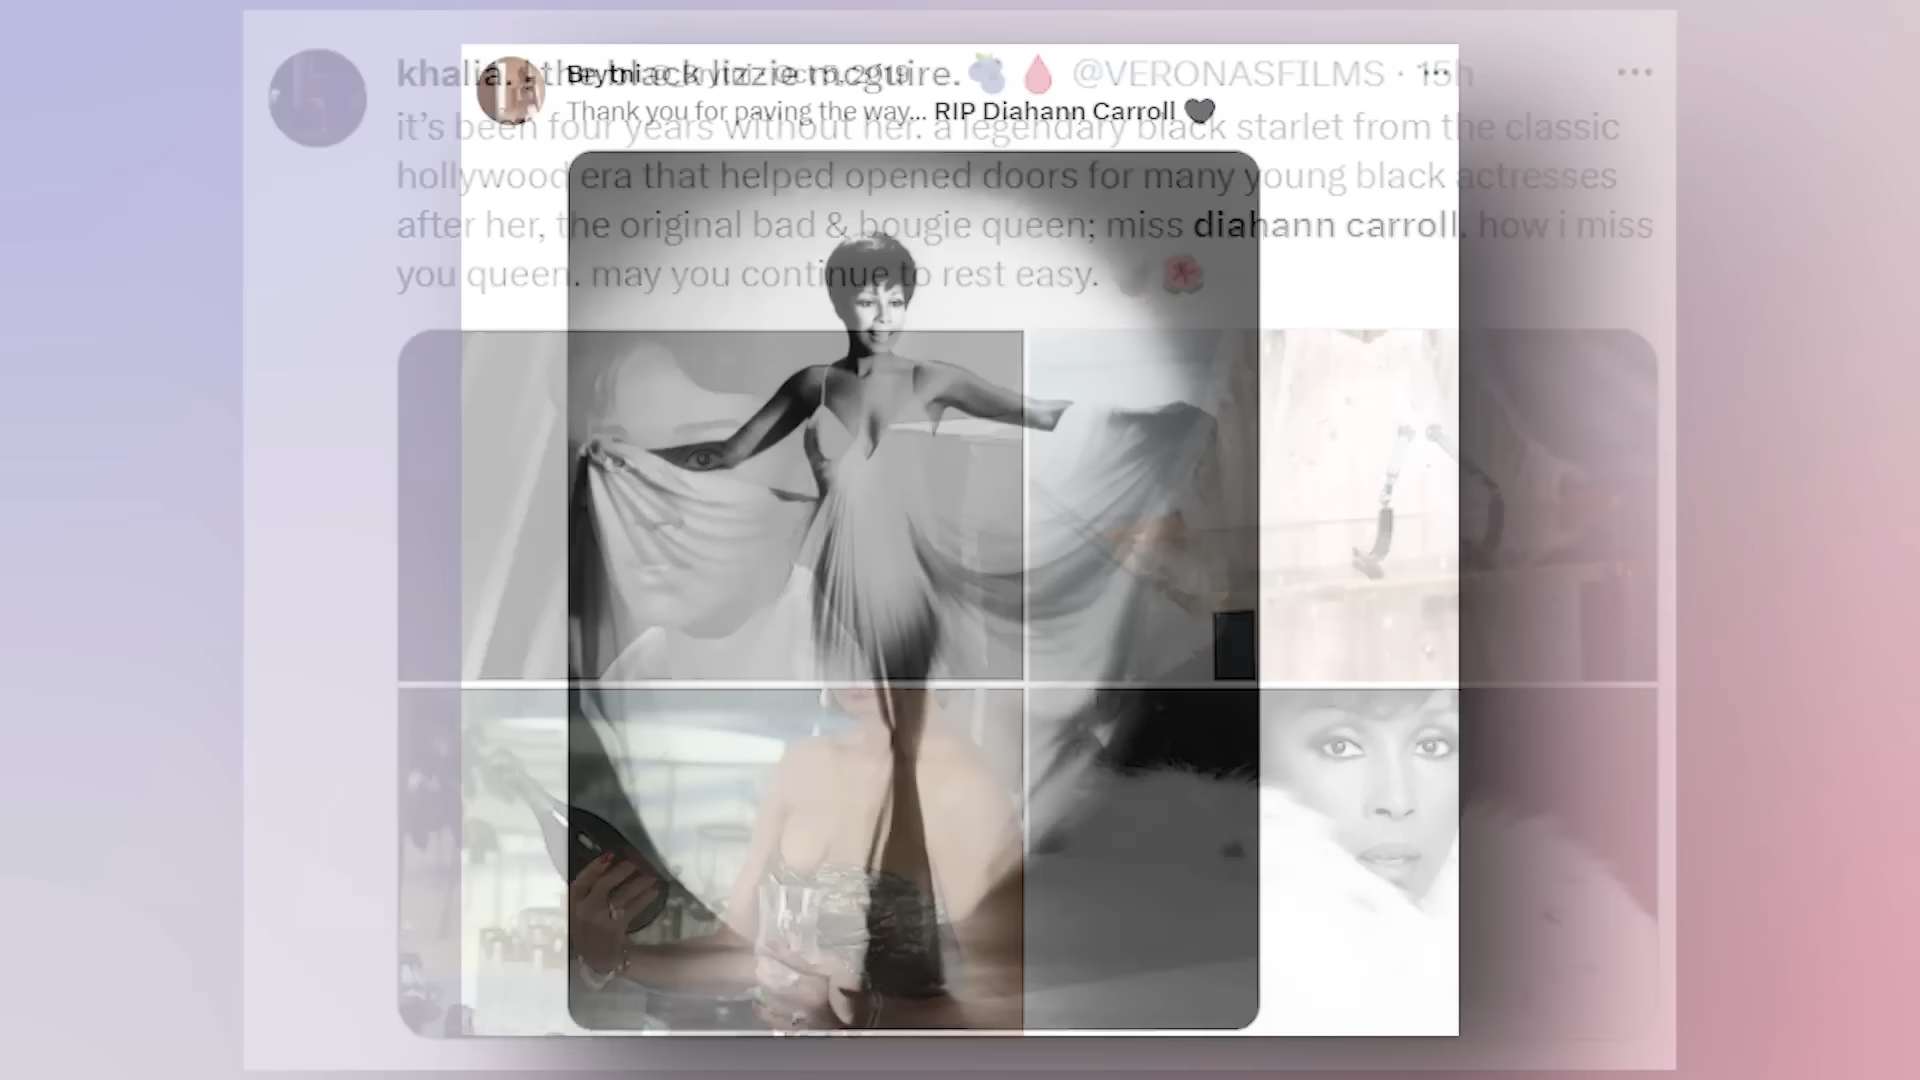 khalia. | the black lizzie mcguire. @VERONASFILMS · 15h
it’s been four years without her. a legendary black starlet from the classic
hollywood era that helped opened doors for many young black actresses
after her, the original bad & bougie queen; miss diahann carroll. how i miss
you queen. may you continue to rest easy.
Oct 5, 2019
Thank you for paving the way... RIP Diahann Carroll